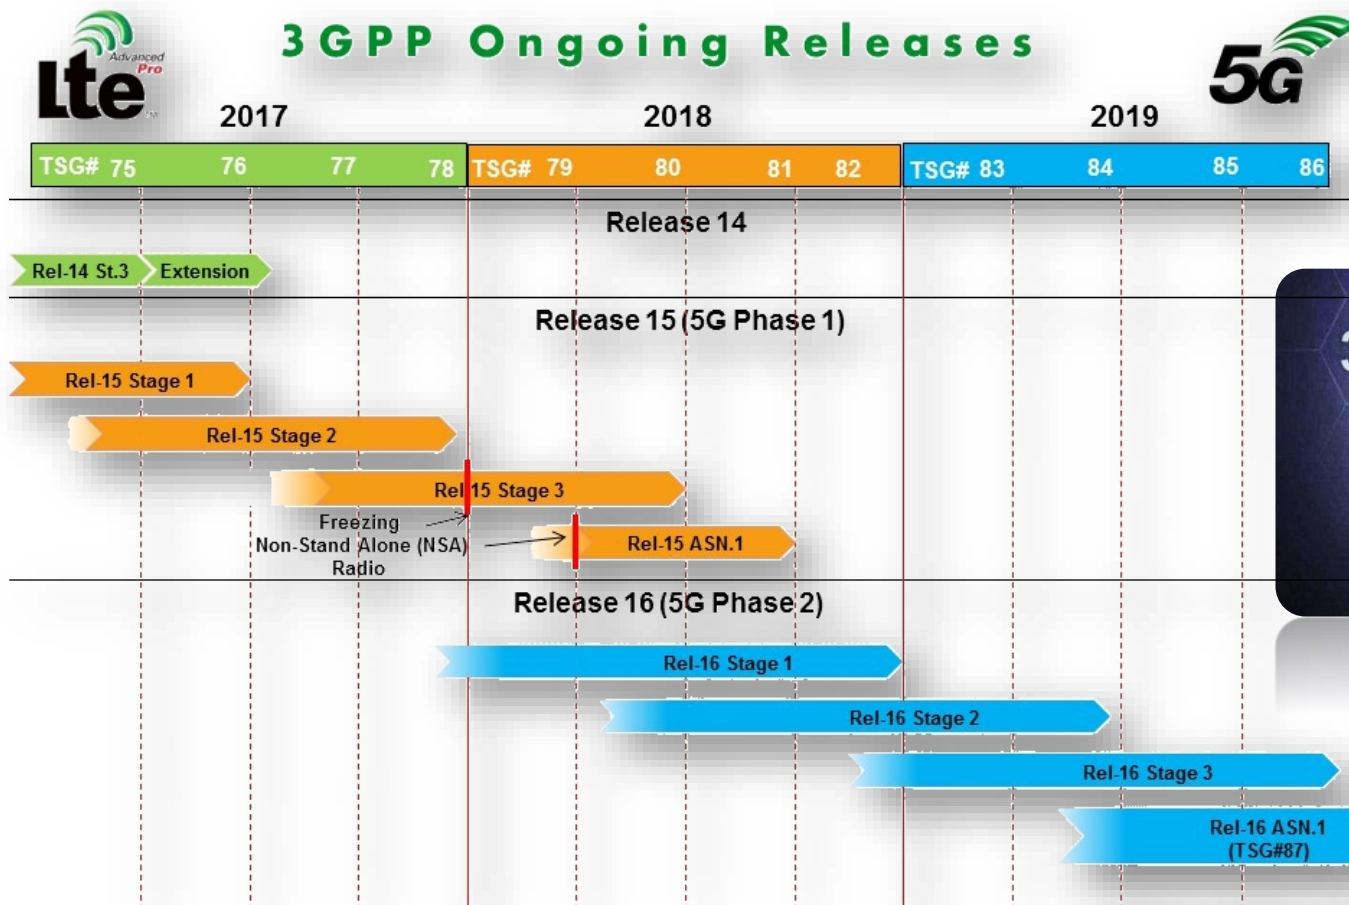 3GPP Ongoing Releases
Advanced
Pro
LTE
5G
2017 2018 2019
TSG# 75 76 77 78 TSG# 79 80 81 82 TSG# 83 84 85 86
Release 14
Rel-14 St.3 Extension
Release 15 (5G Phase 1)
Rel-15 Stage 1
Rel-15 Stage 2
Rel-15 Stage 3
Freezing
Non-Stand Alone (NSA)
Radio
Rel-15 ASN.1
Release 16 (5G Phase 2)
Rel-16 Stage 1
Rel-16 Stage 2
Rel-16 Stage 3
Rel-16 ASN.1
(TSG#87)